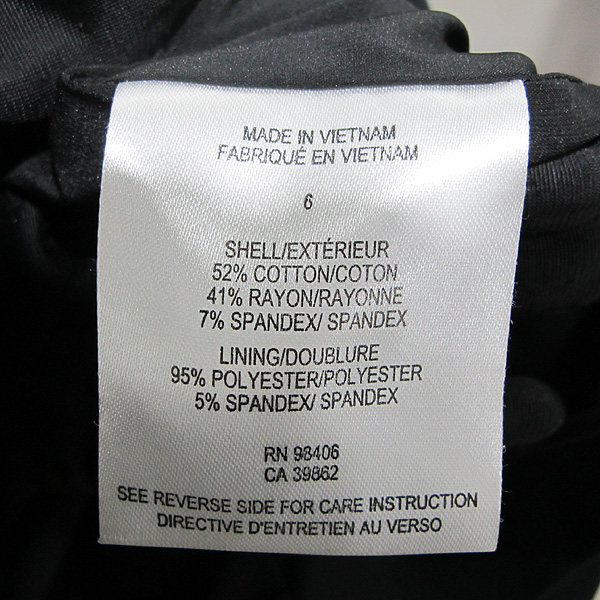 MADE IN VIETNAM
FABRIQUÉ EN VIETNAM
6
SHELL/EXTÉRIEUR
52% COTTON/COTON
41% RAYON/RAYONNE
7% SPANDEX/ SPANDEX
LINING/DOUBLURE
95% POLYESTER/POLYESTER
5% SPANDEX/ SPANDEX
RN 98406
CA 39862
SEE REVERSE SIDE FOR CARE INSTRUCTION
DIRECTIVE D'ENTRETIEN AU VERSO